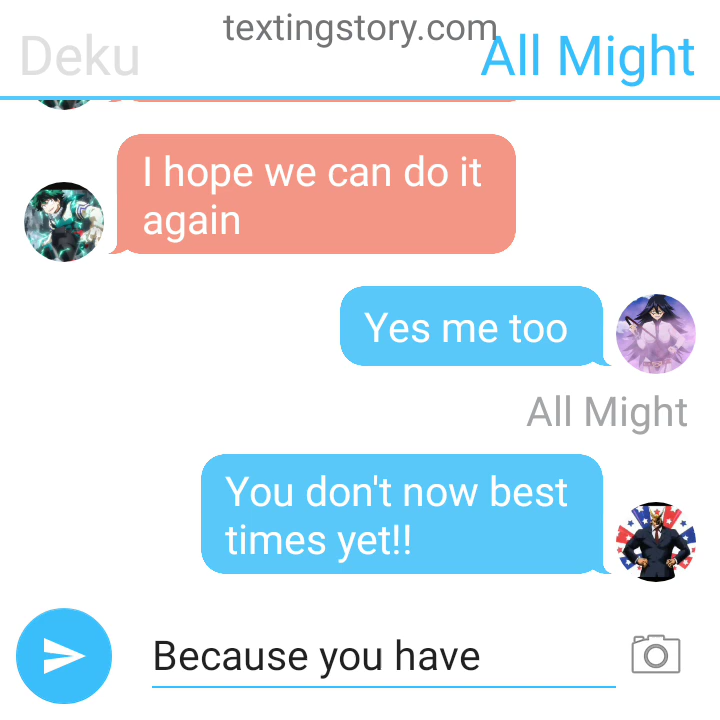 textingstory.com
Deku
All Might
I hope we can do it
again
Yes me too
All Might
You don't now best
times yet!!
Because you have